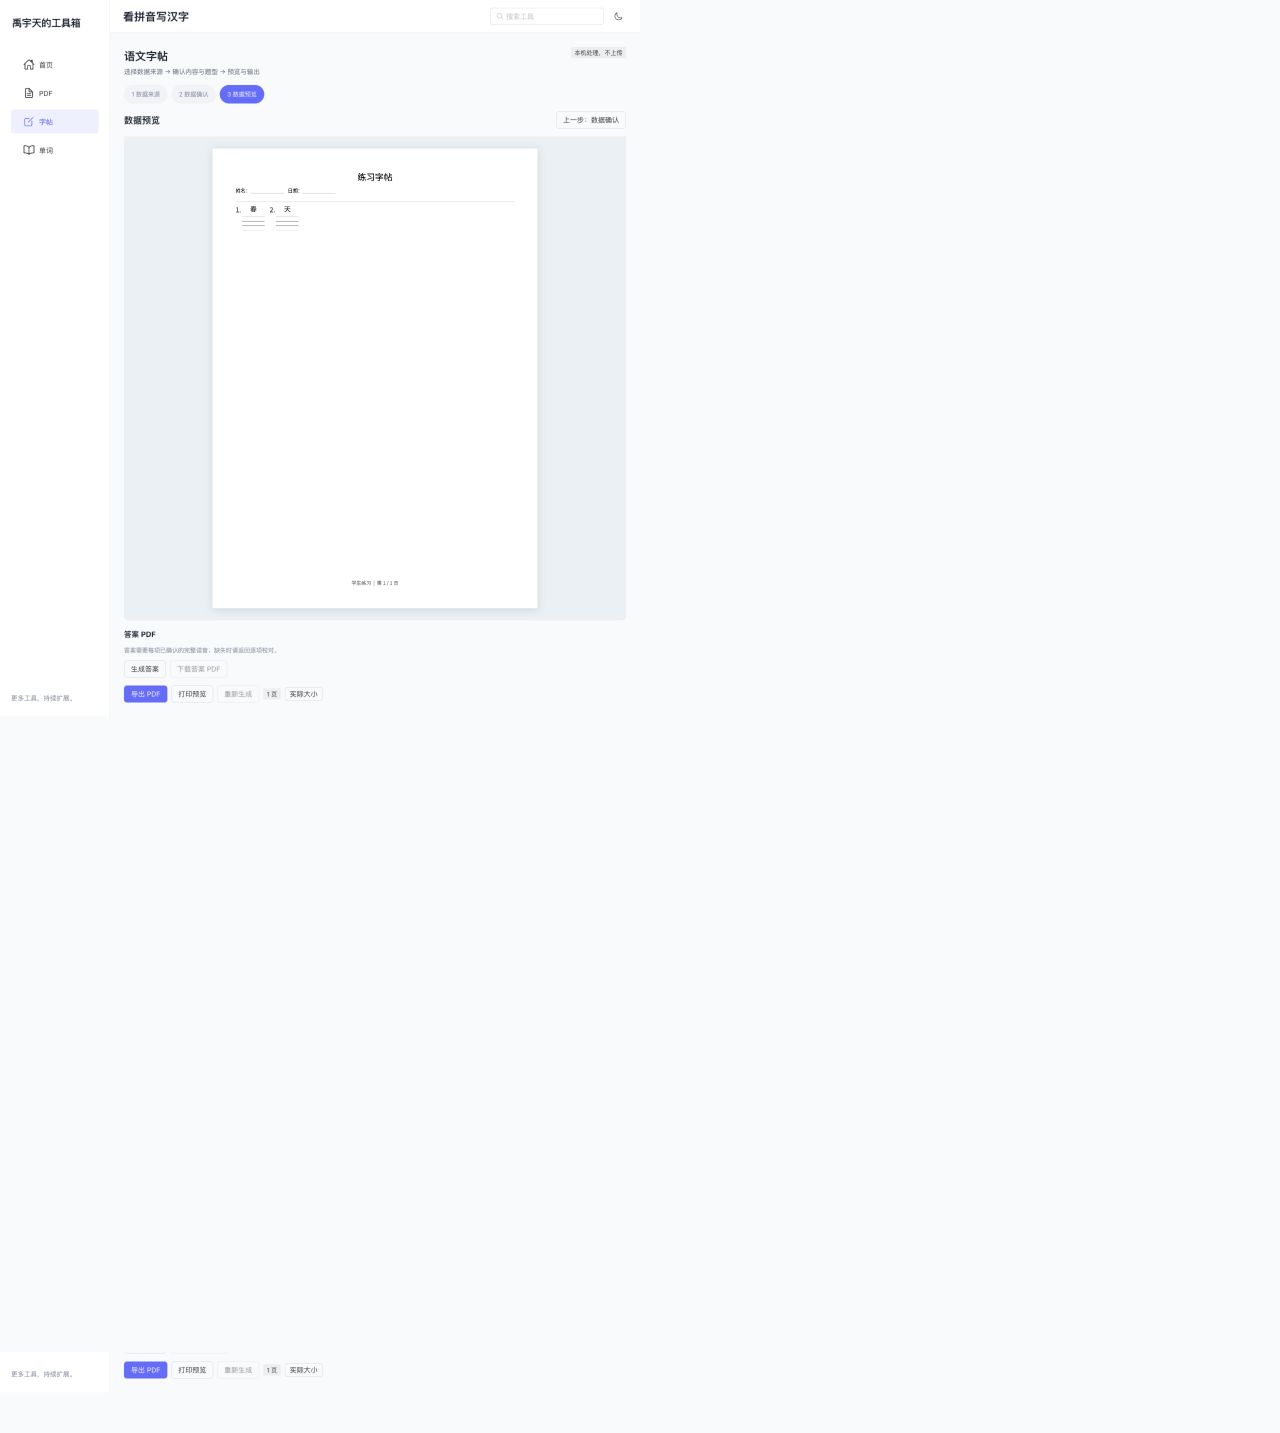 禹宇天的工具箱
首页
PDF
字帖
单词
更多工具，持续扩展。
看拼音写汉字
搜索工具
语文字帖
本机处理，不上传
选择数据来源 → 确认内容与题型 → 预览与输出
1 数据来源
2 数据确认
3 数据预览
数据预览
上一步：数据确认
练习字帖
姓名：
日期：
1. 春 2. 天
学生练习 | 第 1 / 1 页
答案 PDF
答案需要每项已确认的完整读音，缺失时请返回逐项校对。
生成答案
下载答案 PDF
导出 PDF
打印预览
重新生成
1 页
实际大小
更多工具，持续扩展。
导出 PDF
打印预览
重新生成
1 页
实际大小